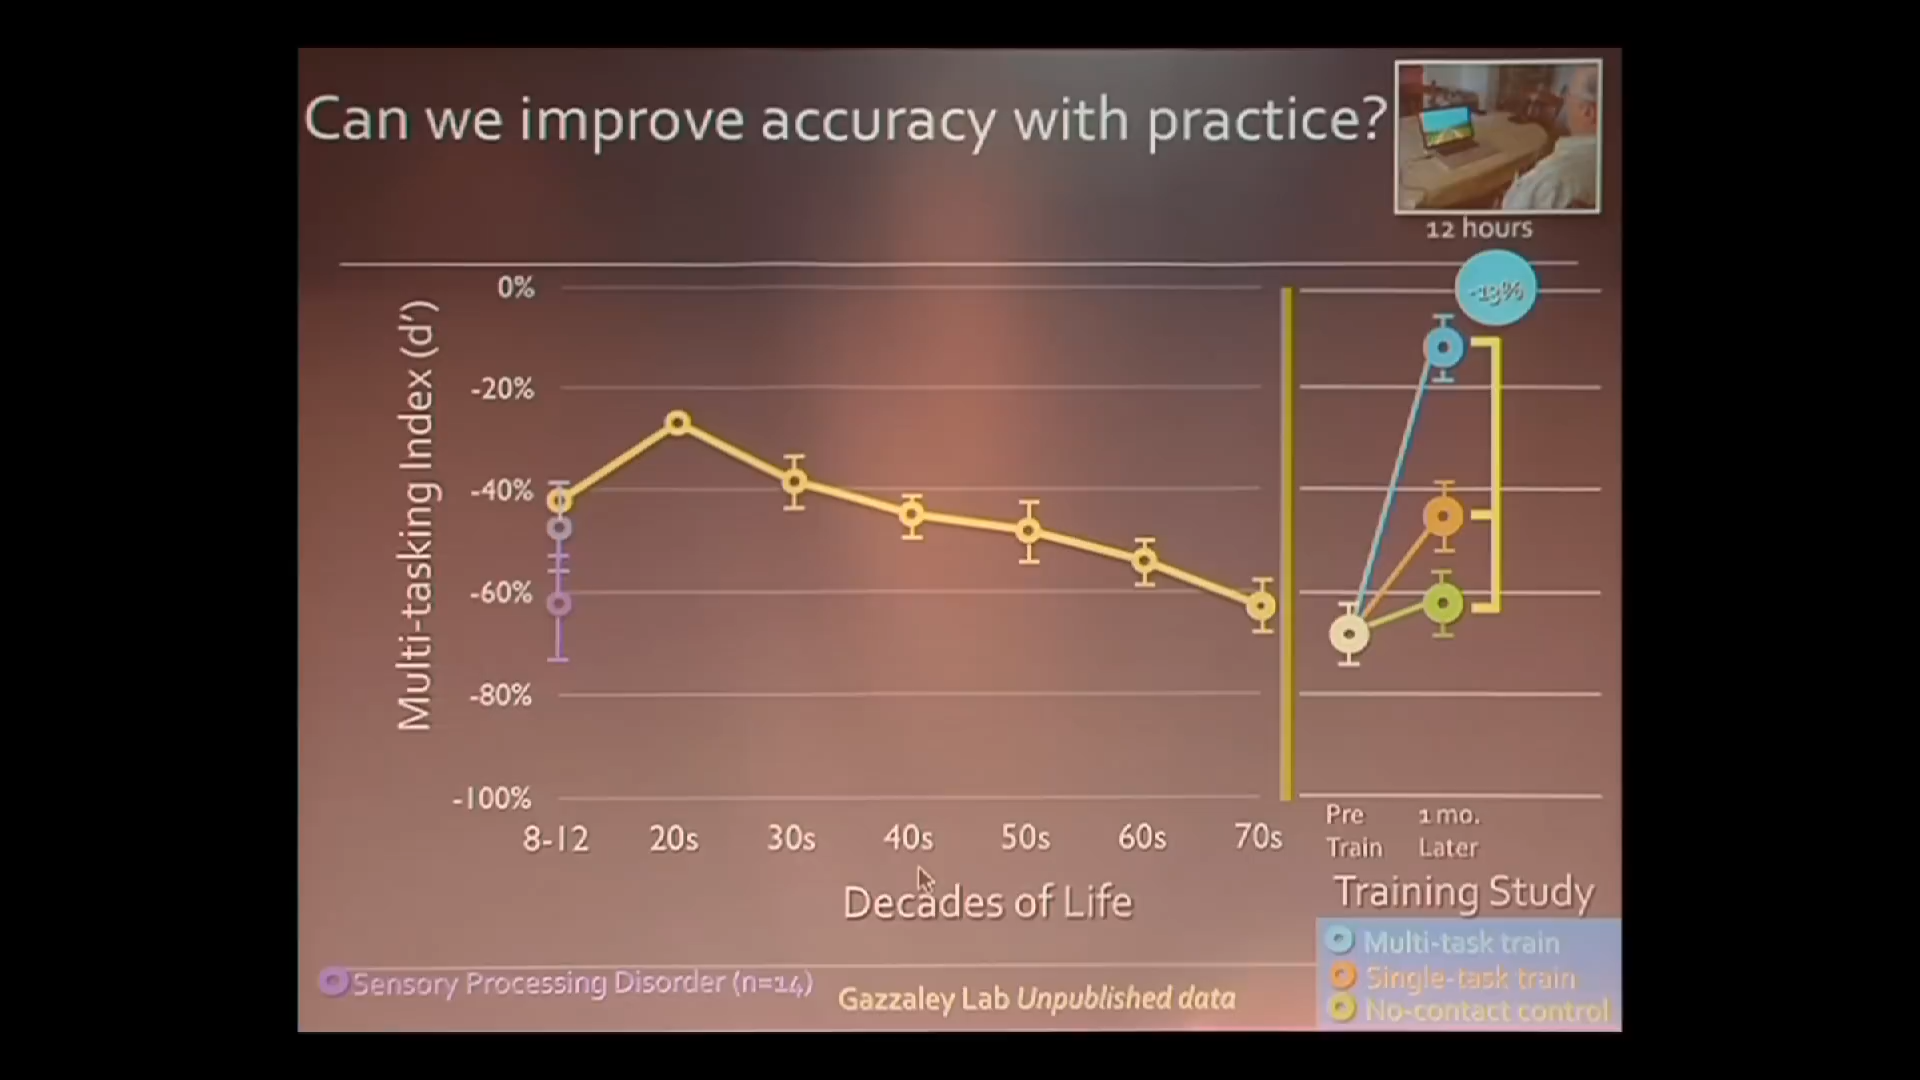 Can we improve accuracy with practice?
12 hours
-13%
Multi-tasking Index (d')
0%
-20%
-40%
-60%
-80%
-100%
8-12 20s 30s 40s 50s 60s 70s
Decades of Life
Pre Train
1 mo. Later
Training Study
Multi-task train
Single-task train
No-contact control
Sensory Processing Disorder (n=14)
Gazzaley Lab Unpublished data